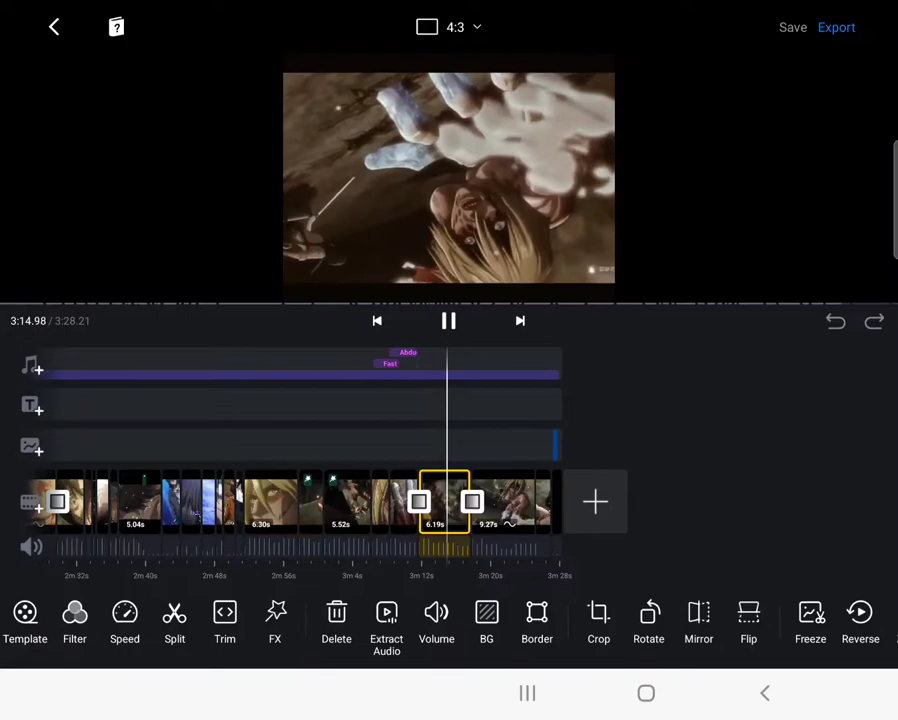 4:3
Save Export
3:14.98 / 3:28.21
Abdu
Fast
5.04s 6.30s 5.52s 6.19s 9.27s
2m 32s 2m 40s 2m 48s 2m 56s 3m 4s 3m 12s 3m 20s 3m 28s
Template Filter Speed Split Trim FX Delete Extract Audio Volume BG Border Crop Rotate Mirror Flip Freeze Reverse